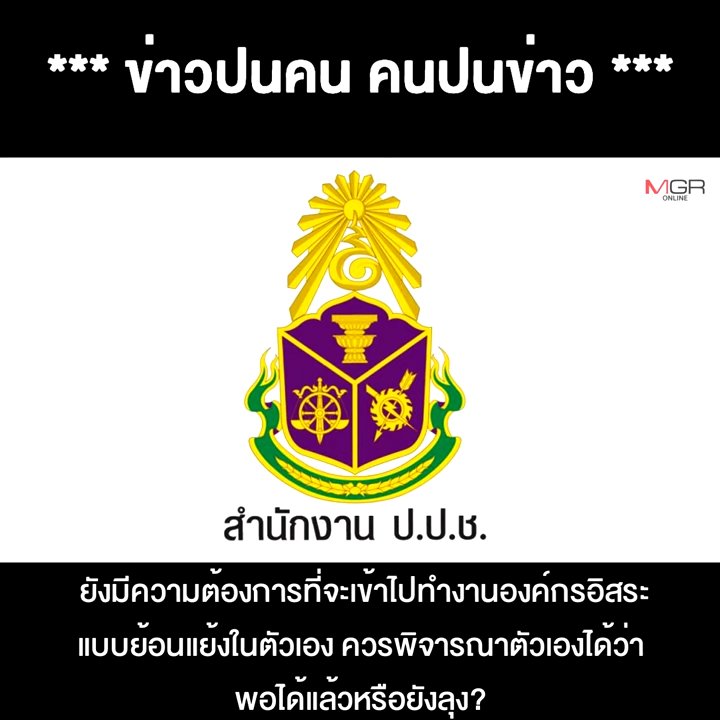 *** ข่าวปนคน คนปนข่าว ***
MGR
ONLINE
สำนักงาน ป.ป.ช.
ยังมีความต้องการที่จะเข้าไปทำงานองค์กรอิสระ
แบบย้อนแย้งในตัวเอง ควรพิจารณาตัวเองได้ว่า
พอได้แล้วหรือยังลุง?